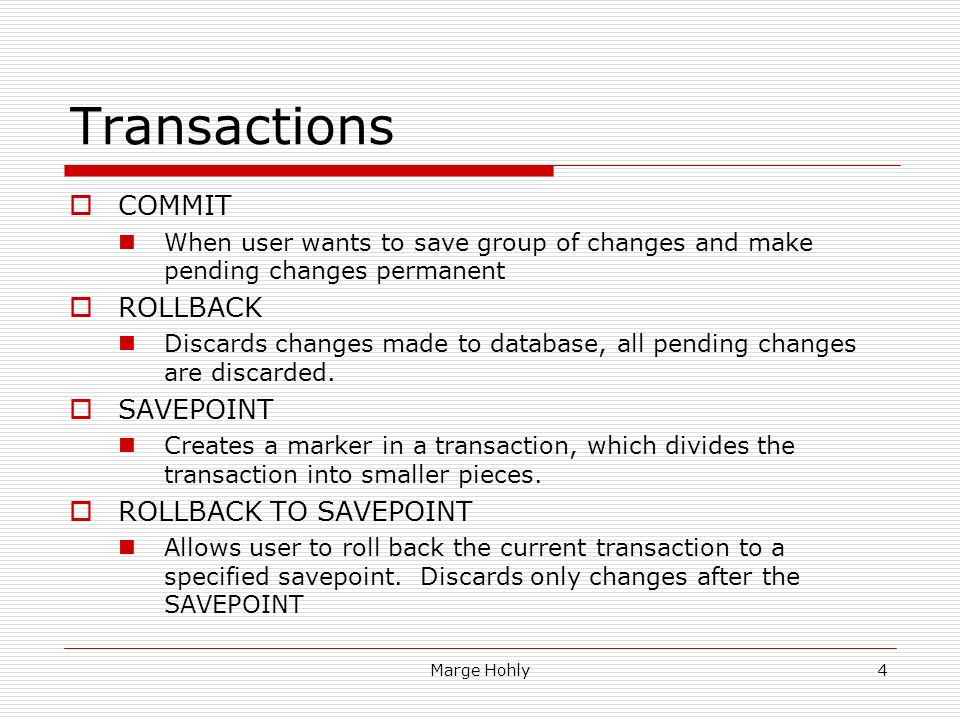 Transactions
COMMIT
When user wants to save group of changes and make
pending changes permanent
ROLLBACK
Discards changes made to database, all pending changes
are discarded.
SAVEPOINT
Creates a marker in a transaction, which divides the
transaction into smaller pieces.
ROLLBACK TO SAVEPOINT
Allows user to roll back the current transaction to a
specified savepoint.  Discards only changes after the
SAVEPOINT
Marge Hohly
4